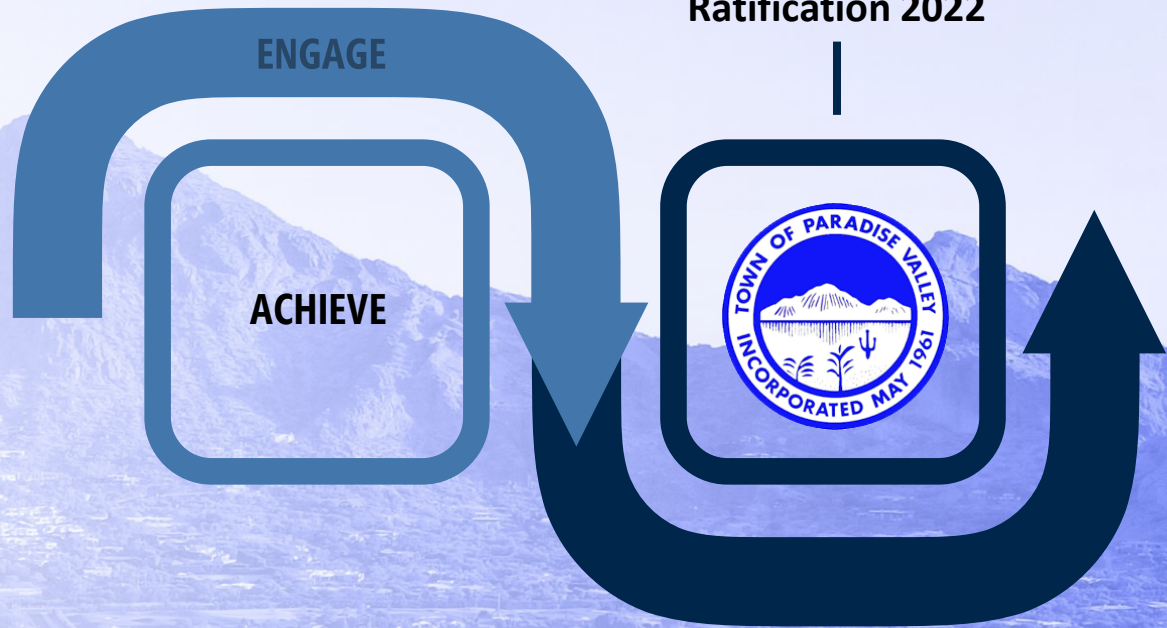 Ratification 2022
ENGAGE
ACHIEVE
TOWN OF PARADISE VALLEY
INCORPORATED MAY 1961